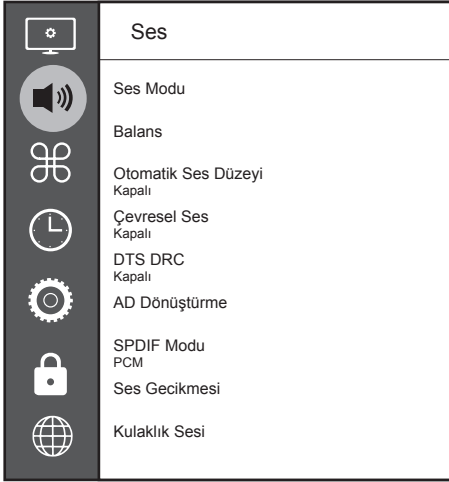 Ses
Ses Modu
Balans
Otomatik Ses Düzeyi
Kapalı
Çevresel Ses
Kapalı
DTS DRC
Kapalı
AD Dönüştürme
SPDIF Modu
PCM
Ses Gecikmesi
Kulaklık Sesi